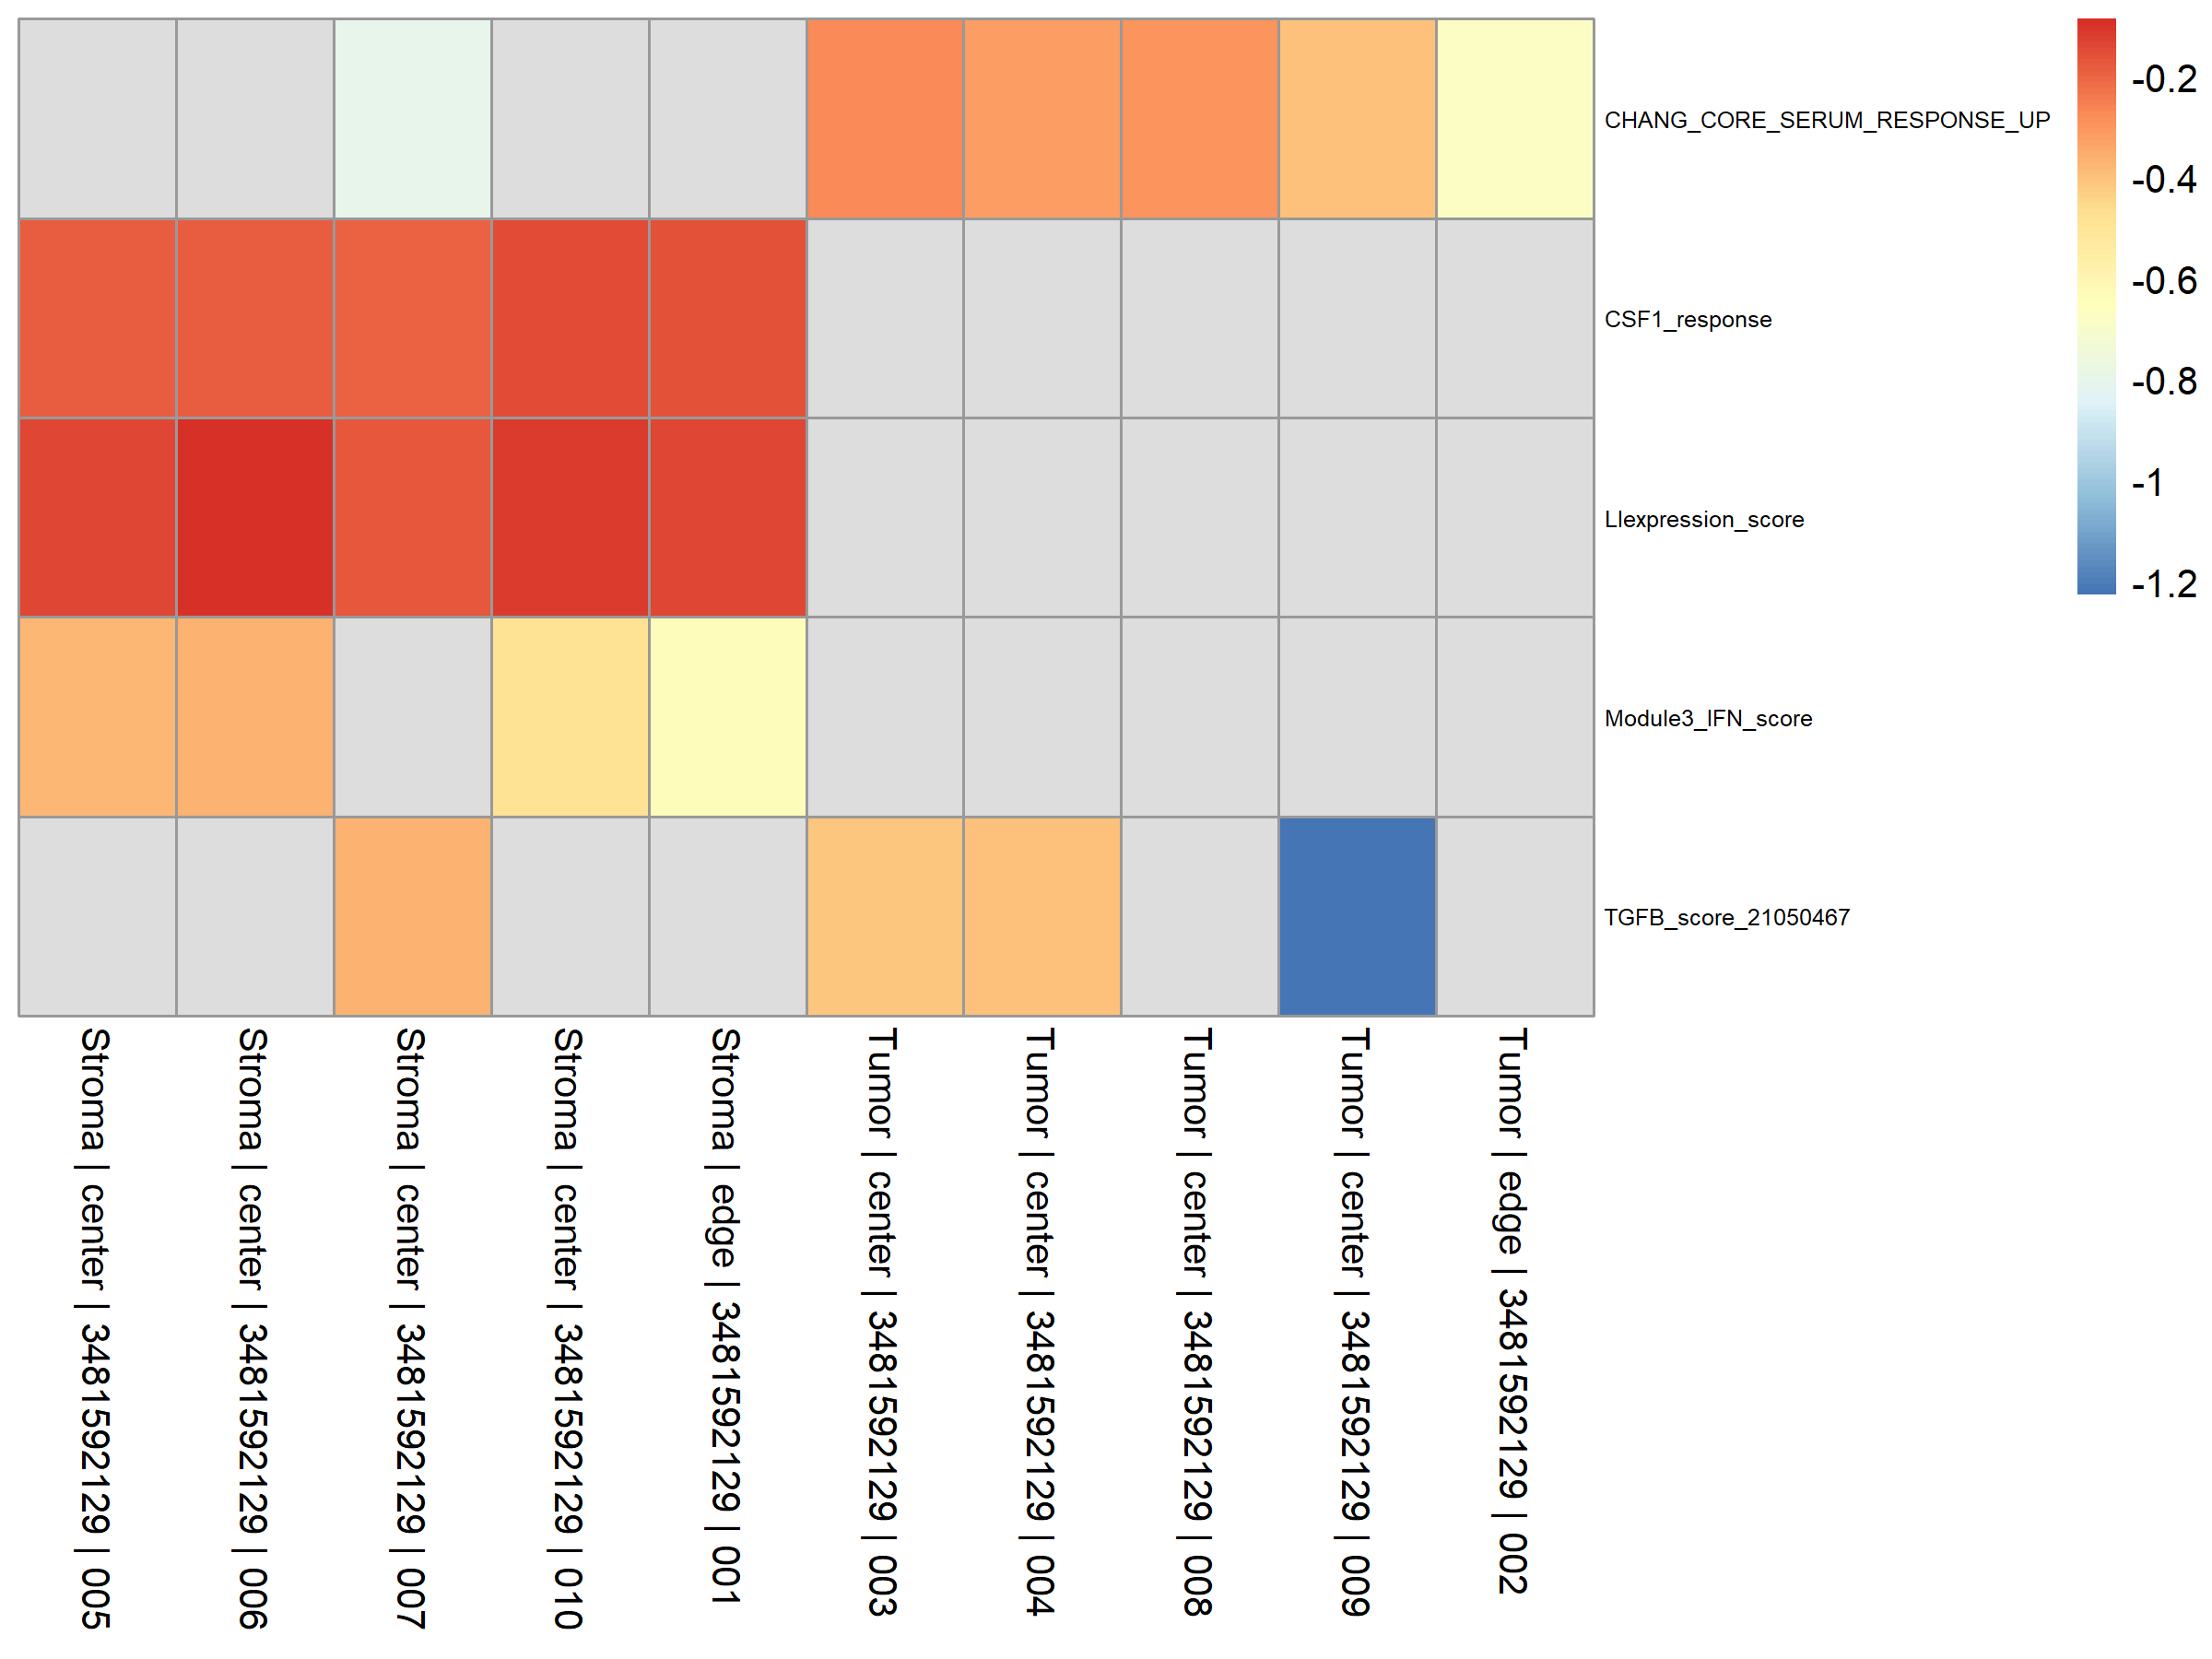 CHANG_CORE_SERUM_RESPONSE_UP
CSF1_response
LIexpression_score
Module3_IFN_score
TGFB_score_21050467
-0.2
-0.4
-0.6
-0.8
-1
-1.2
Stroma | center | 3481592129 | 005
Stroma | center | 3481592129 | 006
Stroma | center | 3481592129 | 007
Stroma | center | 3481592129 | 010
Stroma | edge | 3481592129 | 001
Tumor | center | 3481592129 | 003
Tumor | center | 3481592129 | 004
Tumor | center | 3481592129 | 008
Tumor | center | 3481592129 | 009
Tumor | edge | 3481592129 | 002